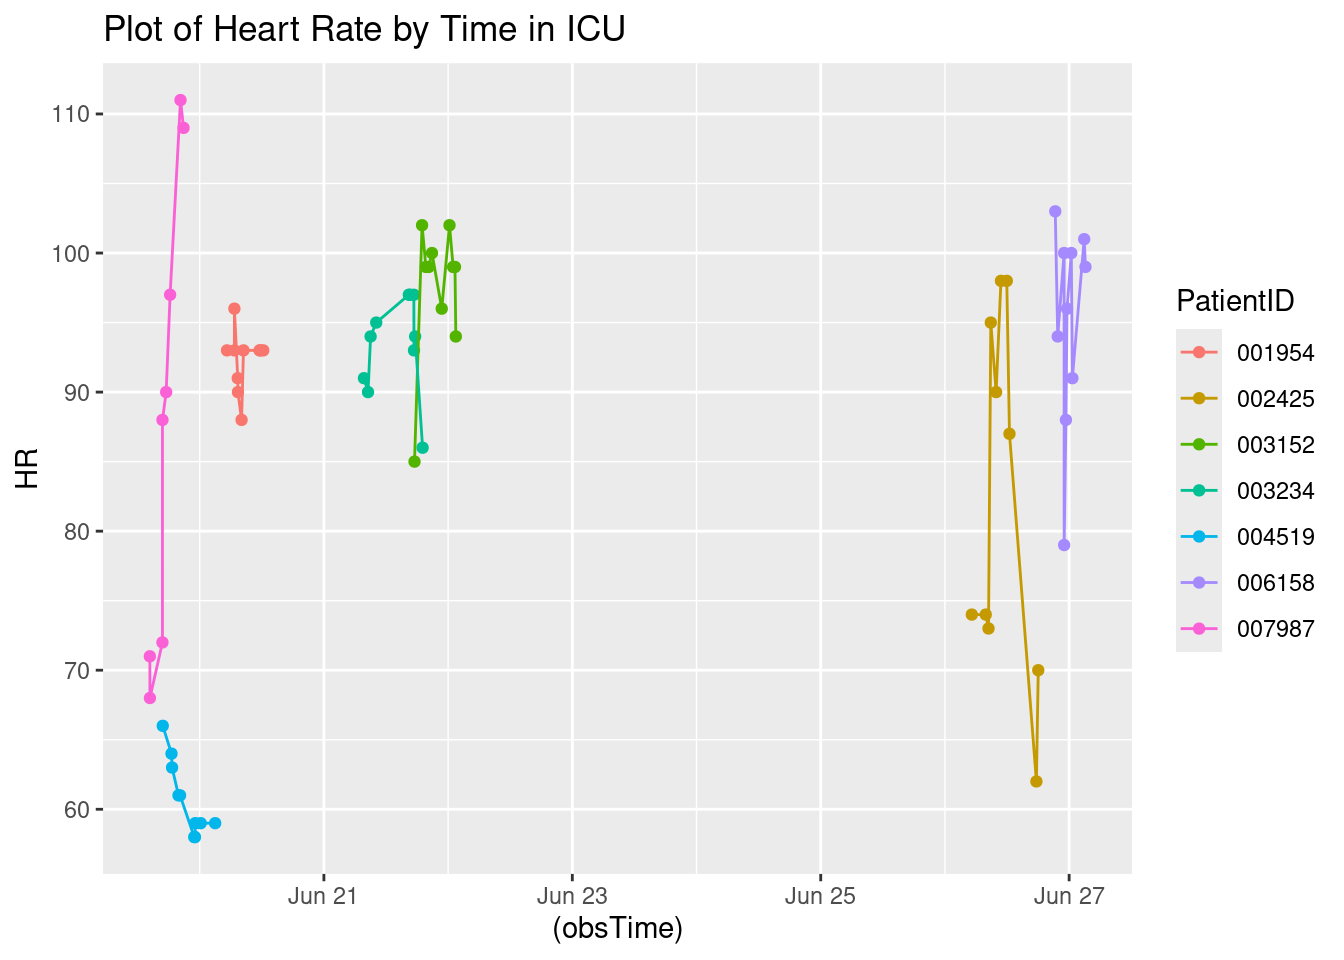 Plot of Heart Rate by Time in ICU
HR
110
100
90
80
70
60
Jun 21 Jun 23 Jun 25 Jun 27
(obsTime)
PatientID
001954
002425
003152
003234
004519
006158
007987